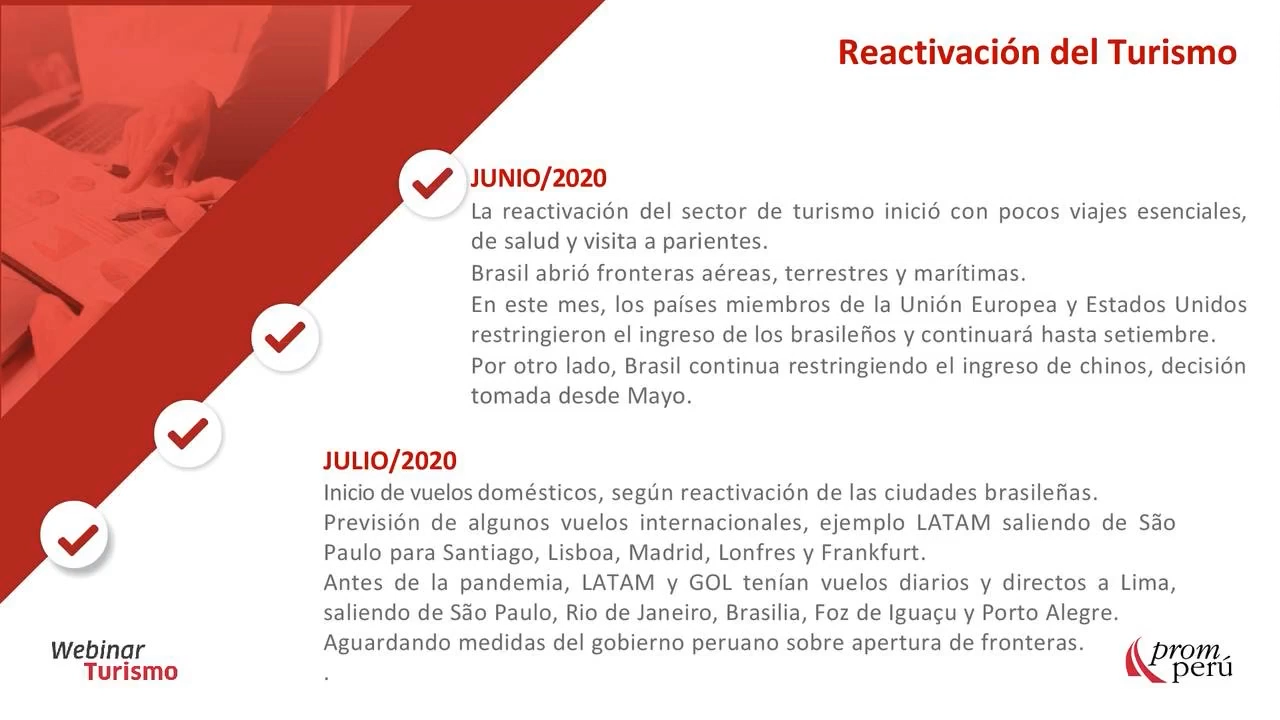 Reactivación del Turismo
JUNIO/2020
La reactivación del sector de turismo inició con pocos viajes esenciales,
de salud y visita a parientes.
Brasil abrió fronteras aéreas, terrestres y marítimas.
En este mes, los países miembros de la Unión Europea y Estados Unidos
restringieron el ingreso de los brasileños y continuará hasta setiembre.
Por otro lado, Brasil continua restringiendo el ingreso de chinos, decisión
tomada desde Mayo.
JULIO/2020
Inicio de vuelos domésticos, según reactivación de las ciudades brasileñas.
Previsión de algunos vuelos internacionales, ejemplo LATAM saliendo de São
Paulo para Santiago, Lisboa, Madrid, Lonfres y Frankfurt.
Antes de la pandemia, LATAM y GOL tenían vuelos diarios y directos a Lima,
saliendo de São Paulo, Rio de Janeiro, Brasilia, Foz de Iguaçu y Porto Alegre.
Aguardando medidas del gobierno peruano sobre apertura de fronteras.
.
Webinar
Turismo
prom
perú